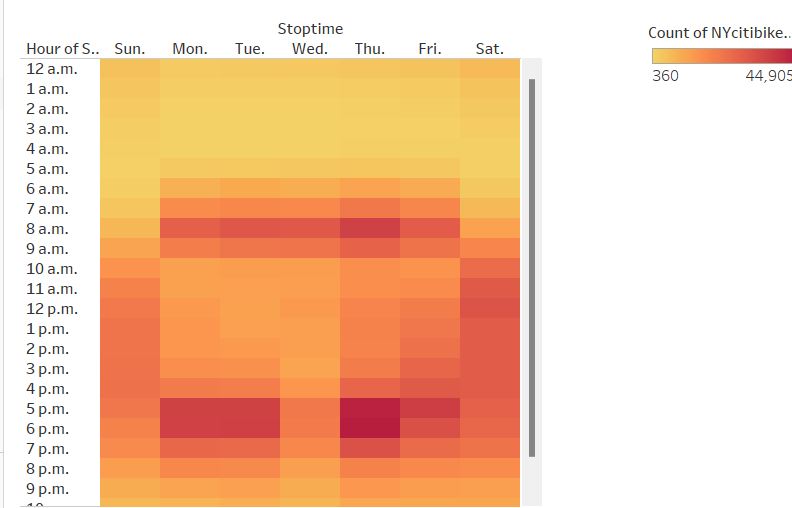 Stoptime
Hour of S.. Sun. Mon. Tue. Wed. Thu. Fri. Sat.
12 a.m.
1 a.m.
2 a.m.
3 a.m.
4 a.m.
5 a.m.
6 a.m.
7 a.m.
8 a.m.
9 a.m.
10 a.m.
11 a.m.
12 p.m.
1 p.m.
2 p.m.
3 p.m.
4 p.m.
5 p.m.
6 p.m.
7 p.m.
8 p.m.
9 p.m.
Count of NYcitibike..
360 44,905